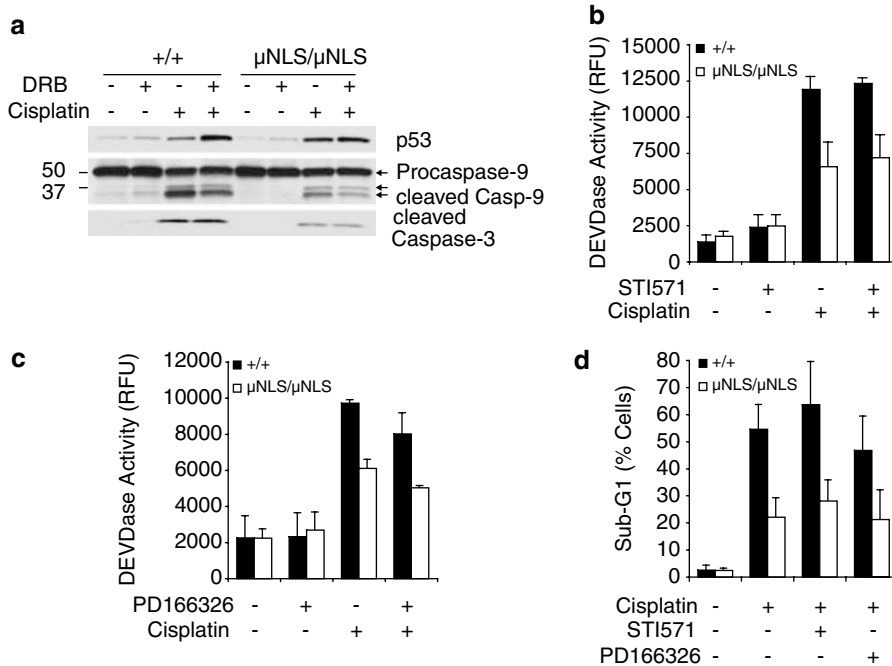 a
+/+ µNLS/µNLS
DRB - + - + - + - +
Cisplatin - - + + - - + +
p53
50 Procaspase-9
37 cleaved Casp-9
cleaved
Caspase-3
b
DEVDase Activity (RFU)
15000
12500
10000
7500
5000
2500
0
+/+
µNLS/µNLS
STI571 - + - +
Cisplatin - - + +
c
DEVDase Activity (RFU)
12000
10000
8000
6000
4000
2000
0
+/+
µNLS/µNLS
PD166326 - + - +
Cisplatin - - + +
d
Sub-G1 (% Cells)
80
70
60
50
40
30
20
10
0
+/+
µNLS/µNLS
Cisplatin - + + +
STI571 - - + -
PD166326 - - - +